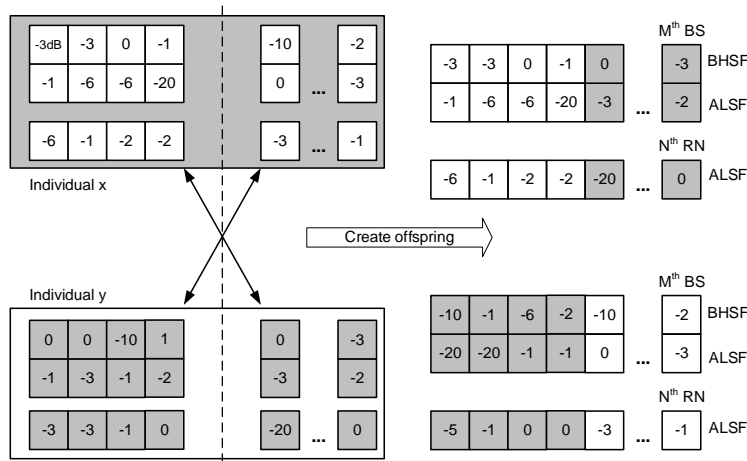 -3dB -3 0 -1 -10 -2
-1 -6 -6 -20 0 ... -3
-6 -1 -2 -2 -3 ... -1
Individual x
Mth BS
-3 -3 0 -1 0 -3 BHSF
-1 -6 -6 -20 -3 ... -2 ALSF
Nth RN
-6 -1 -2 -2 -20 ... 0 ALSF
Create offspring
Individual y
0 0 -10 1 0 -3
-1 -3 -1 -2 -3 -2
-3 -3 -1 0 -20 ... 0
Mth BS
-10 -1 -6 -2 -10 -2 BHSF
-20 -20 -1 -1 0 ... -3 ALSF
Nth RN
-5 -1 0 0 -3 ... -1 ALSF